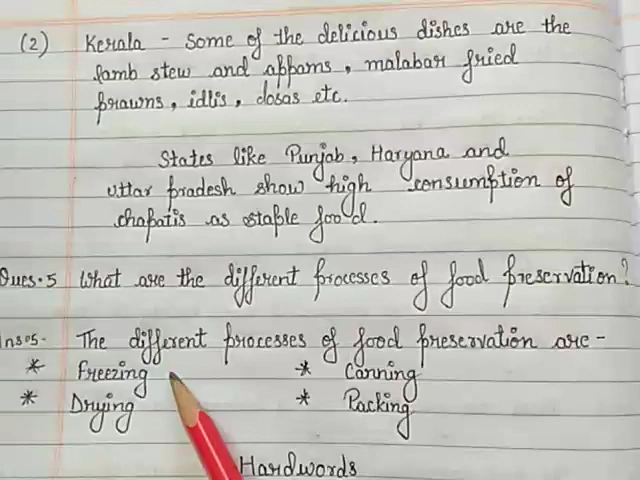 (2) Kerala - Some of the delicious dishes are the
lamb stew and appams, malabar fried
prawns, idlis, dosas etc.
States like Punjab, Haryana and
Uttar pradesh show high consumption of
chapatis as staple food.
Ques.5 What are the different processes of food preservation?
Ans:5- The different processes of food preservation are -
* Freezing * Canning
* Drying * Packing
Hardwords